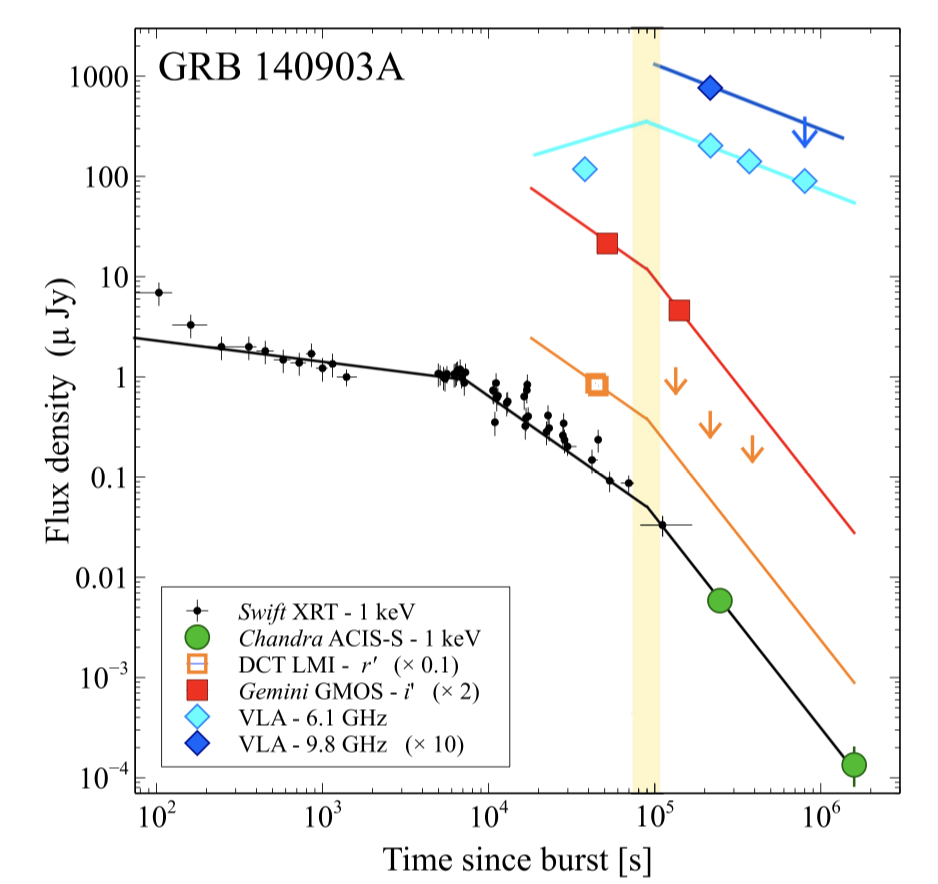 GRB 140903A
1000
100
10
1
0.1
0.01
10⁻³
10⁻⁴
Flux density (μ Jy)
Swift XRT - 1 keV
Chandra ACIS-S - 1 keV
DCT LMI - r' (× 0.1)
Gemini GMOS - i' (× 2)
VLA - 6.1 GHz
VLA - 9.8 GHz (× 10)
10² 10³ 10⁴ 10⁵ 10⁶
Time since burst [s]